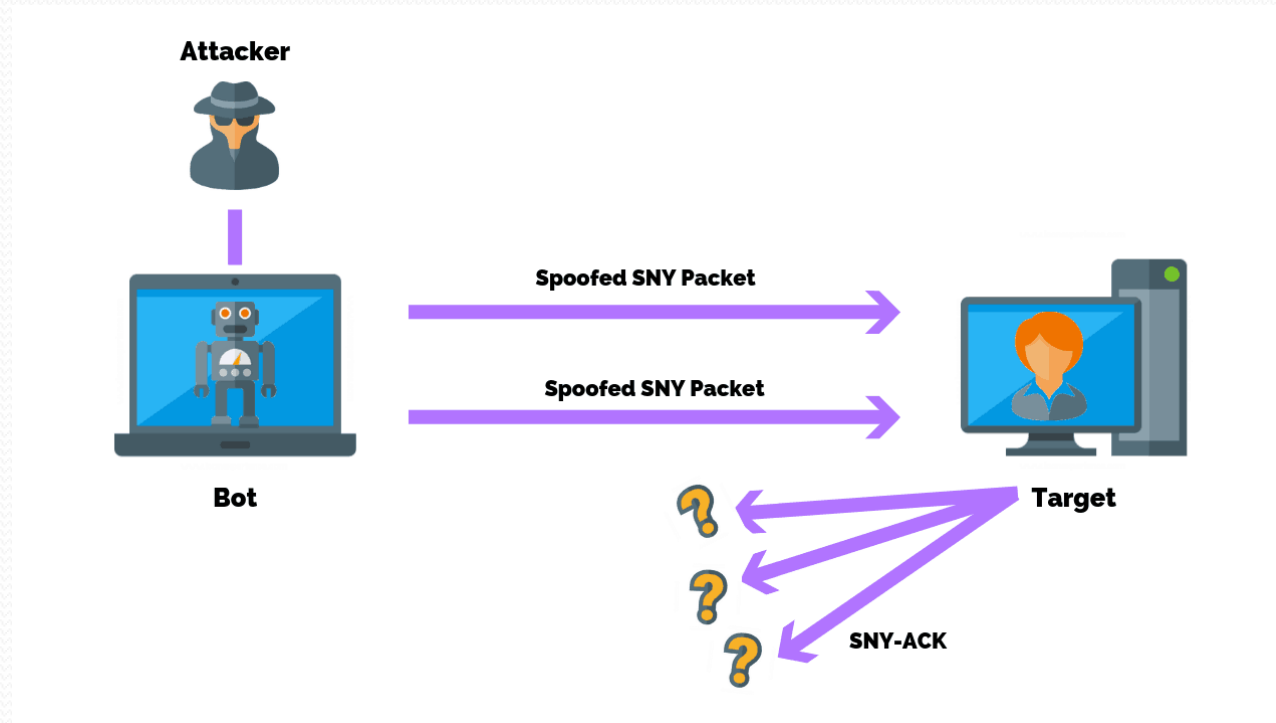 Attacker
Spoofed SNY Packet
Spoofed SNY Packet
Bot
Target
SNY-ACK